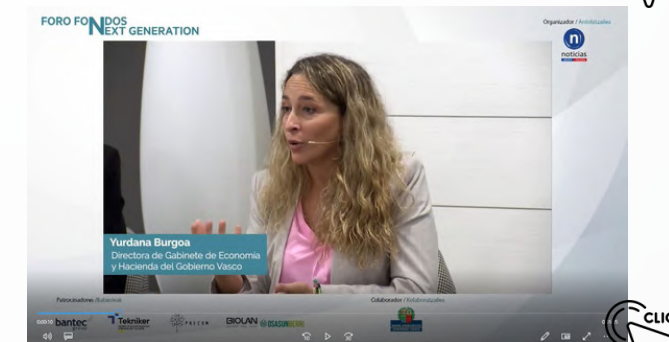 FORO FONDOS
NEXT GENERATION
Organizador / Antolatzailea
n
noticias
Yurdana Burgoa
Directora de Gabinete de Economía
y Hacienda del Gobierno Vasco
Patrocinadores /Babesleak
Colaborador / Kolaboratzailea
bantec
Tekniker
BIOLAN
OSASUN
CLIC